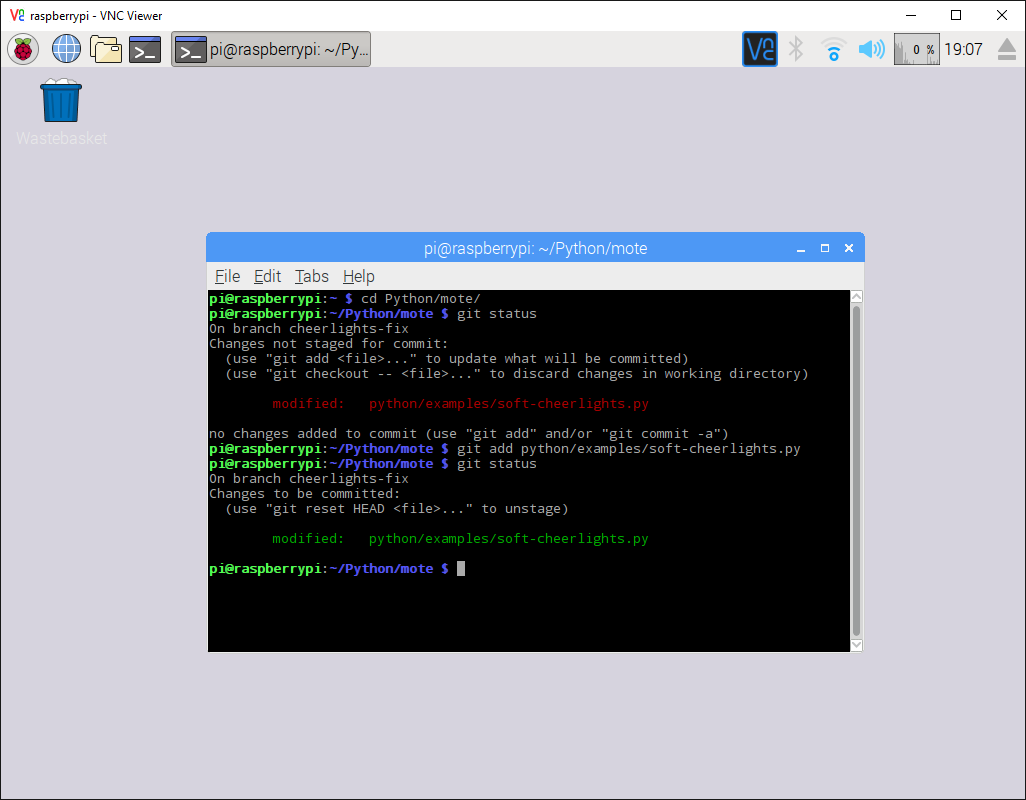 raspberrypi - VNC Viewer
pi@raspberrypi: ~/Py...
0 %
19:07
Wastebasket
pi@raspberrypi: ~/Python/mote
File Edit Tabs Help
pi@raspberrypi:~ $ cd Python/mote/
pi@raspberrypi:~/Python/mote $ git status
On branch cheerlights-fix
Changes not staged for commit:
  (use "git add <file>..." to update what will be committed)
  (use "git checkout -- <file>..." to discard changes in working directory)
        modified:   python/examples/soft-cheerlights.py
no changes added to commit (use "git add" and/or "git commit -a")
pi@raspberrypi:~/Python/mote $ git add python/examples/soft-cheerlights.py
pi@raspberrypi:~/Python/mote $ git status
On branch cheerlights-fix
Changes to be committed:
  (use "git reset HEAD <file>..." to unstage)
        modified:   python/examples/soft-cheerlights.py
pi@raspberrypi:~/Python/mote $